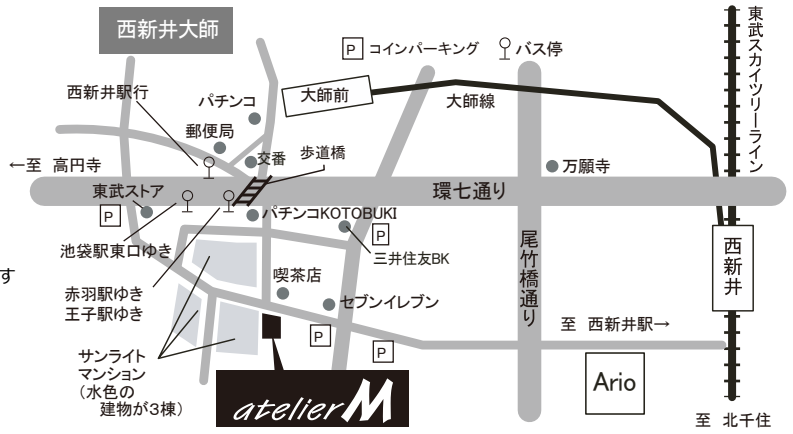 西新井大師
P コインパーキング
バス停
東武スカイツリーライン
西新井駅行
パチンコ
大師前
大師線
郵便局
交番
歩道橋
万願寺
←至 高円寺
環七通り
東武ストア
P
パチンコKOTOBUKI
P
三井住友BK
池袋駅東口ゆき
尾竹橋通り
西新井
す
赤羽駅ゆき
王子駅ゆき
喫茶店
セブンイレブン
至 西新井駅→
P
P
サンライト
マンション
(水色の
建物が3棟)
Ario
atelier M
至 北千住